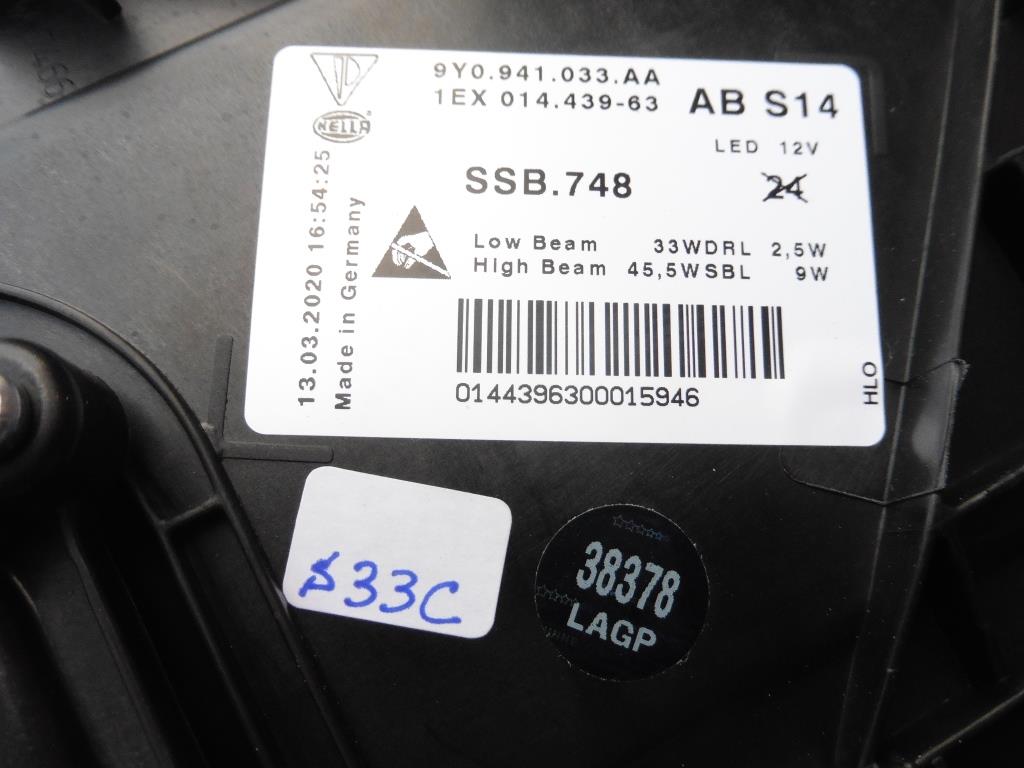 9Y0.941.033.AA
1EX 014.439-63
AB S14
HELLA
LED 12V
SSB.748
24
Low Beam 33WDRL 2,5W
High Beam 45,5WSBL 9W
13.03.2020 16:54:25
Made in Germany
0144396300015946
HLO
$33C
38378
LAGP